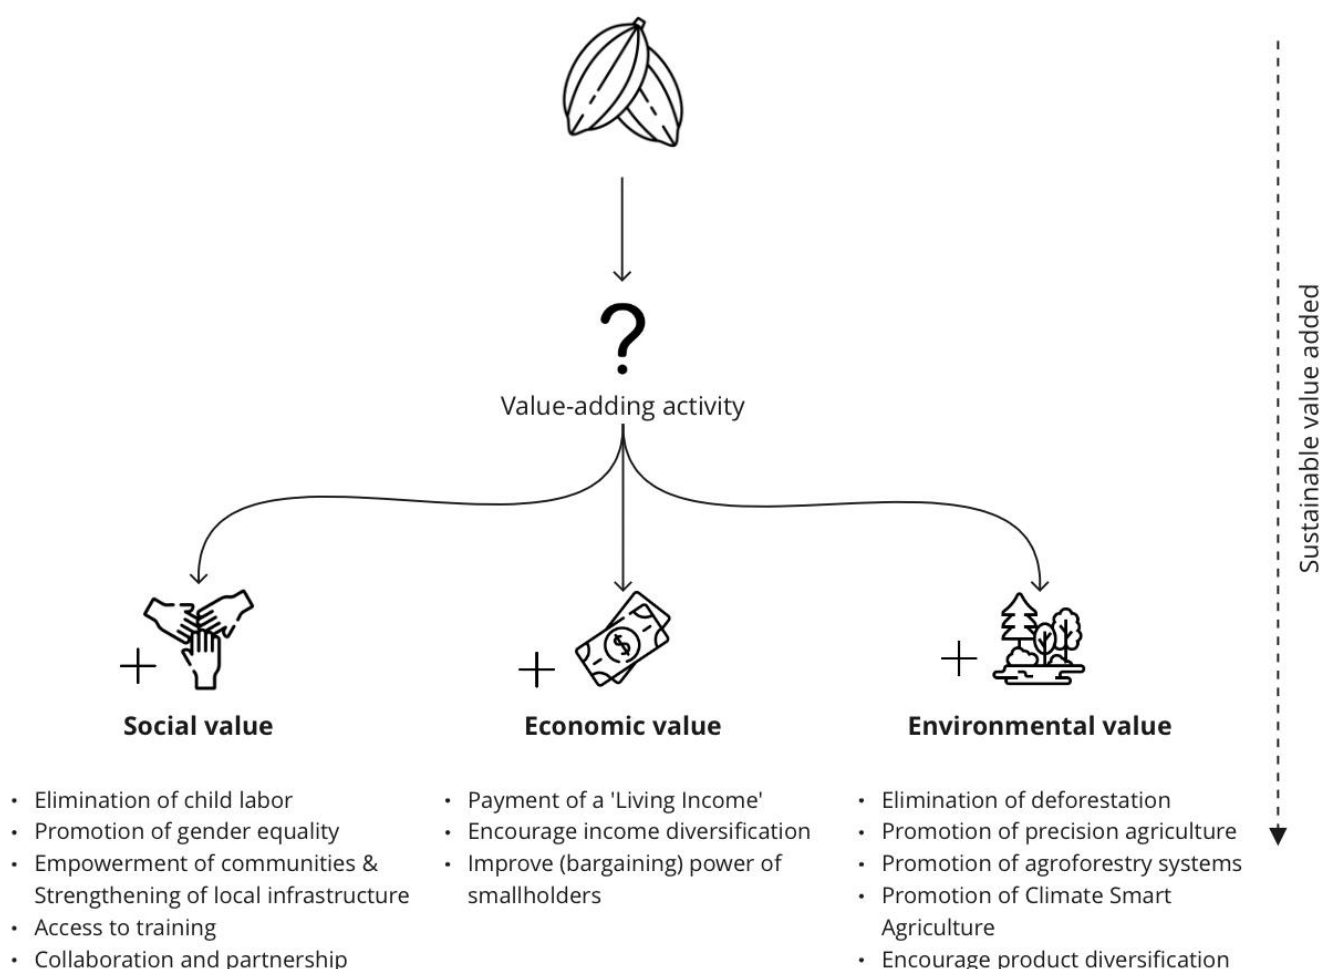 ?
Value-adding activity
Sustainable value added
$
+
Social value
• Elimination of child labor
• Promotion of gender equality
• Empowerment of communities &
Strengthening of local infrastructure
• Access to training
• Collaboration and partnership
+
Economic value
• Payment of a 'Living Income'
• Encourage income diversification
• Improve (bargaining) power of
smallholders
+
Environmental value
• Elimination of deforestation
• Promotion of precision agriculture
• Promotion of agroforestry systems
• Promotion of Climate Smart
Agriculture
• Encourage product diversification